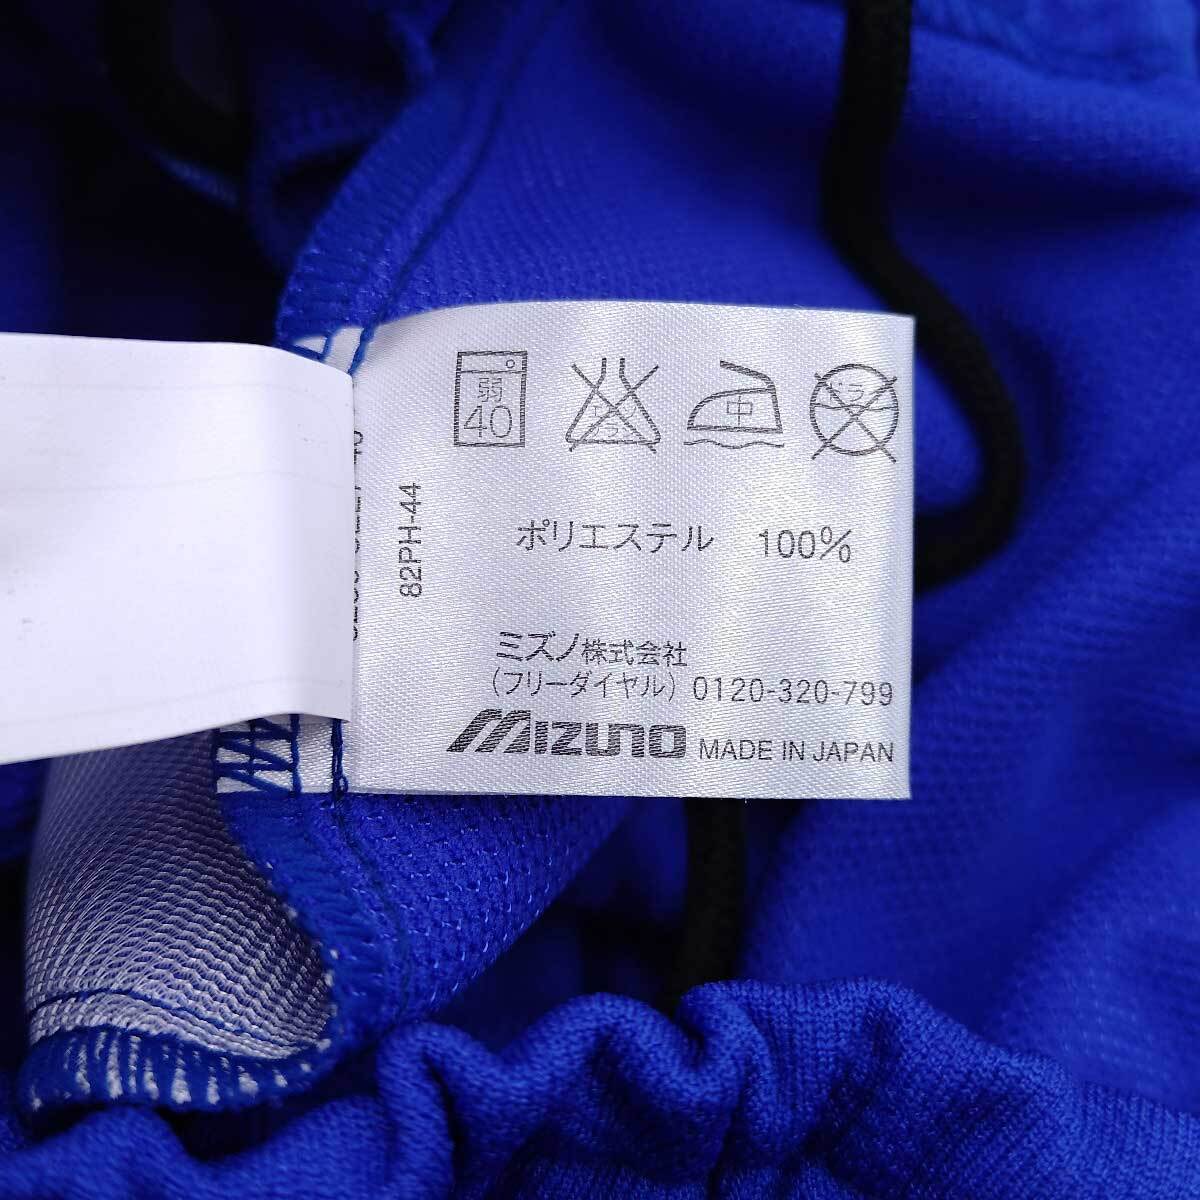 弱
40
中
ポリエステル 100%
82PH-44
ミズノ株式会社
(フリーダイヤル) 0120-320-799
MIZUNO MADE IN JAPAN